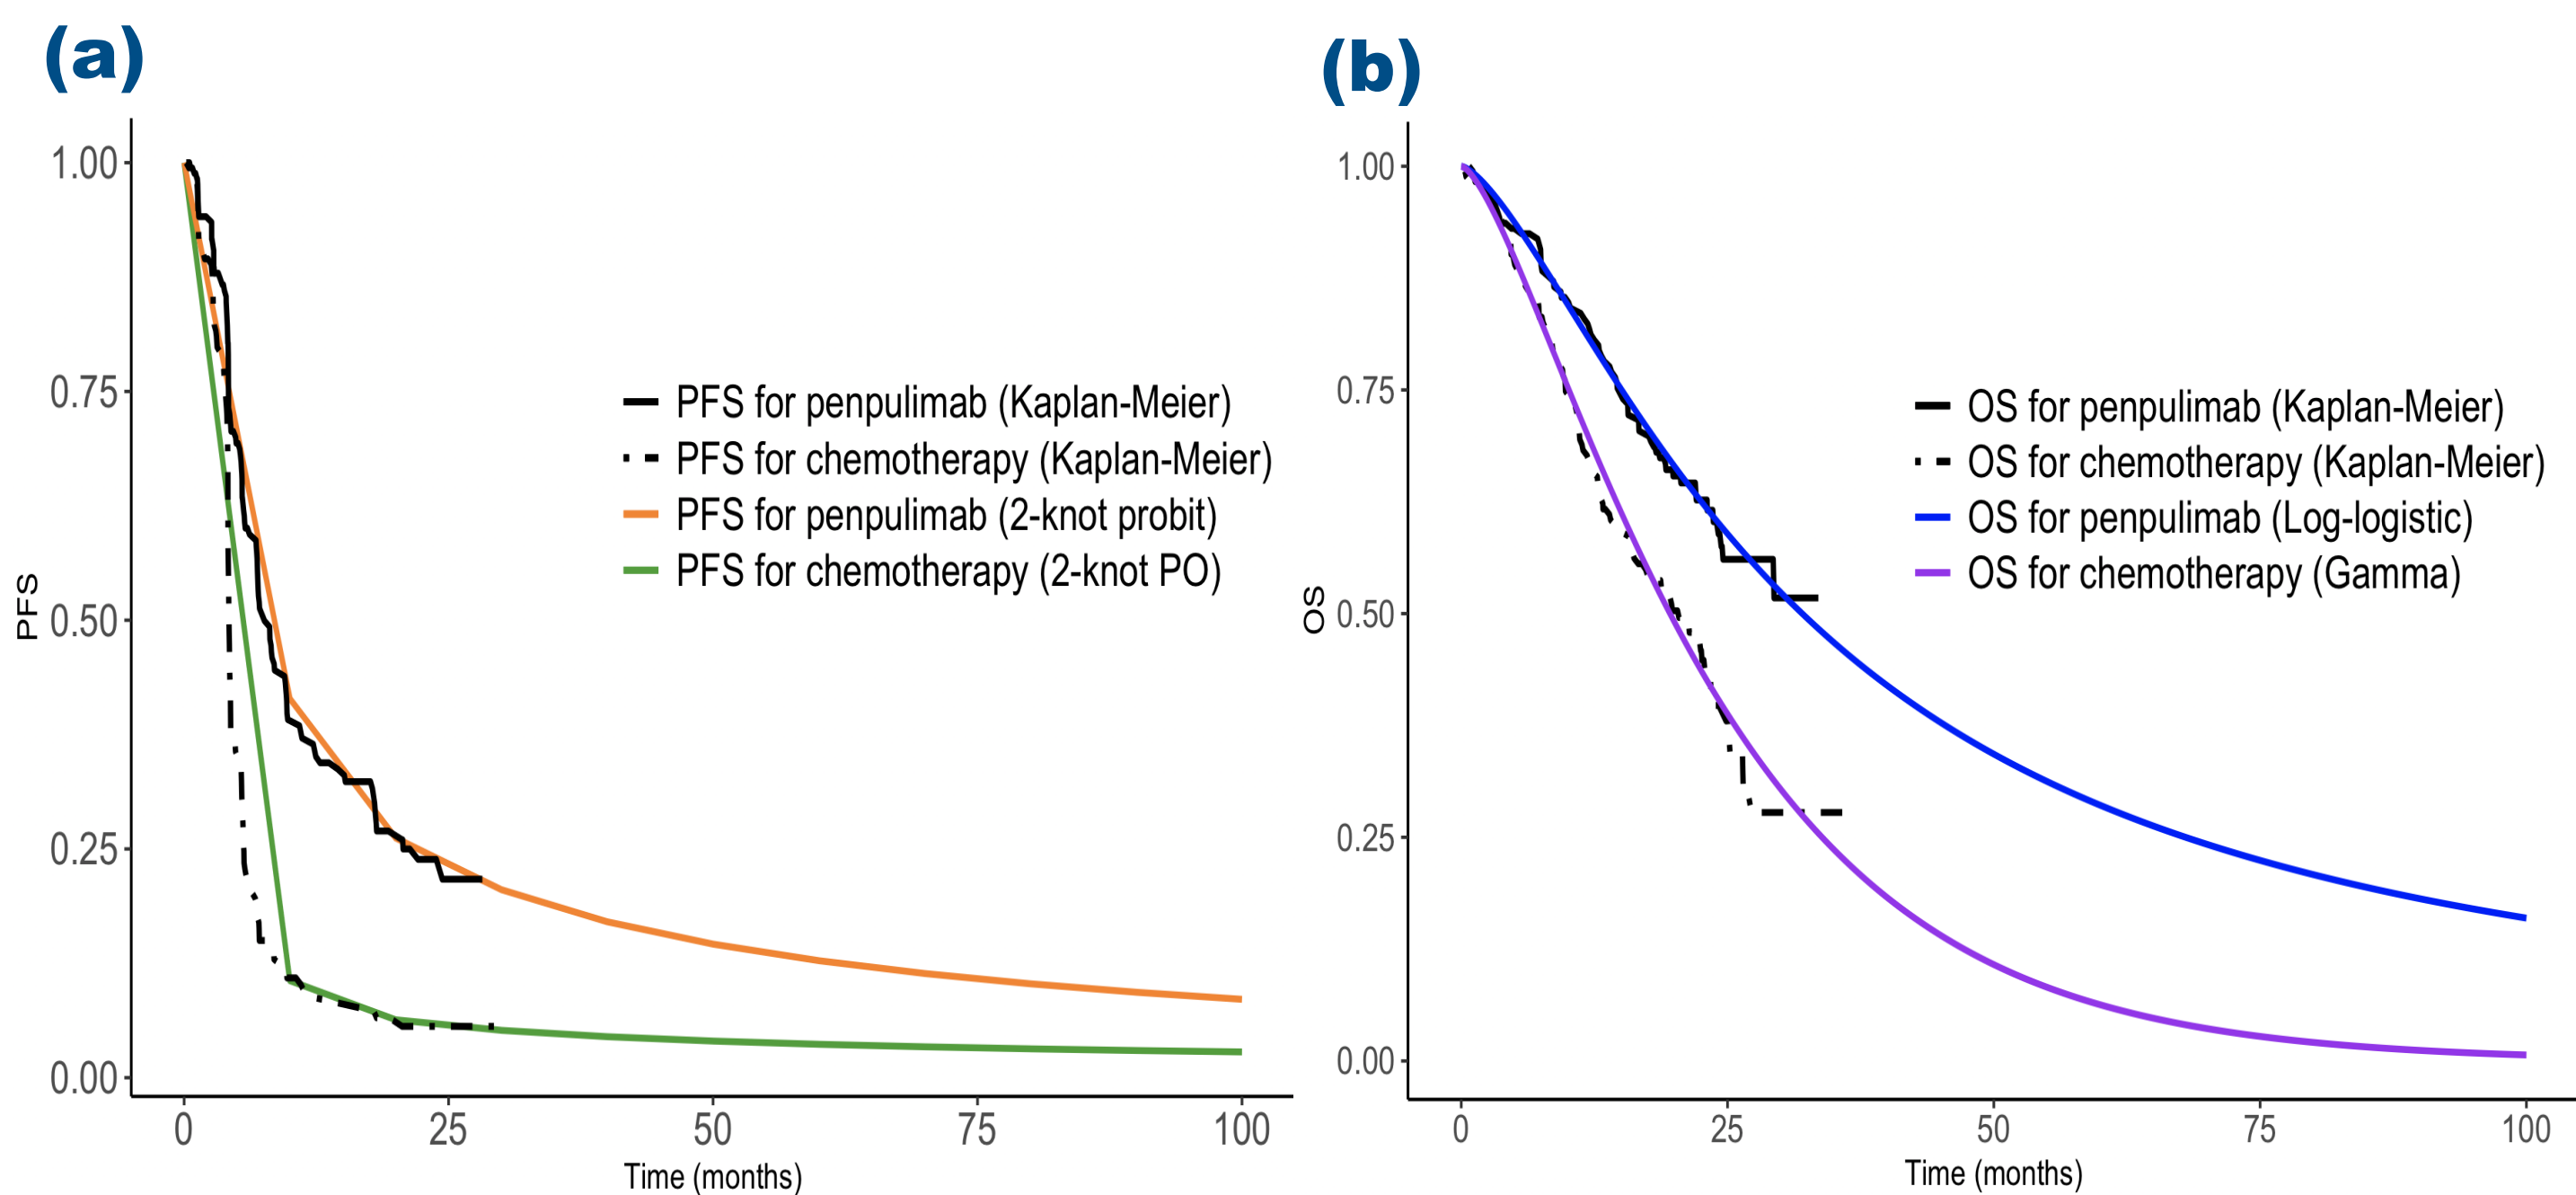 (a)
1.00
0.75
0.50
0.25
0.00
PFS
0 25 50 75 100
Time (months)
PFS for penpulimab (Kaplan-Meier)
PFS for chemotherapy (Kaplan-Meier)
PFS for penpulimab (2-knot probit)
PFS for chemotherapy (2-knot PO)
(b)
1.00
0.75
0.50
0.25
0.00
OS
0 25 50 75 100
Time (months)
OS for penpulimab (Kaplan-Meier)
OS for chemotherapy (Kaplan-Meier)
OS for penpulimab (Log-logistic)
OS for chemotherapy (Gamma)